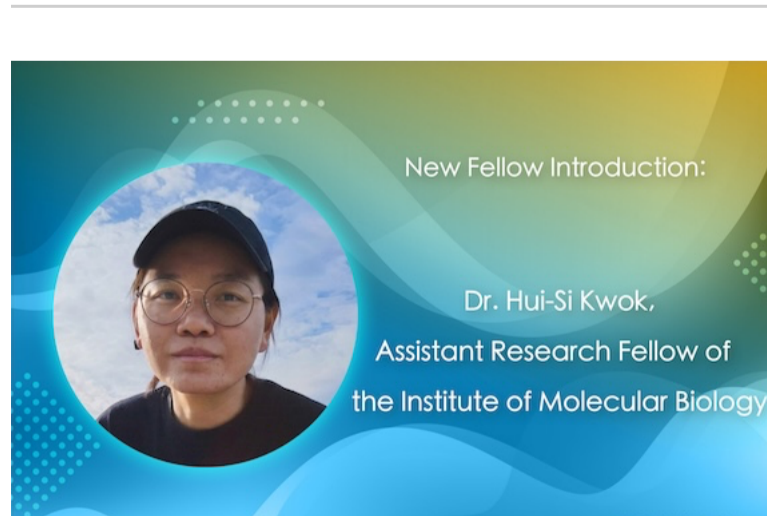 New Fellow Introduction:
Dr. Hui-Si Kwok,
Assistant Research Fellow of
the Institute of Molecular Biology